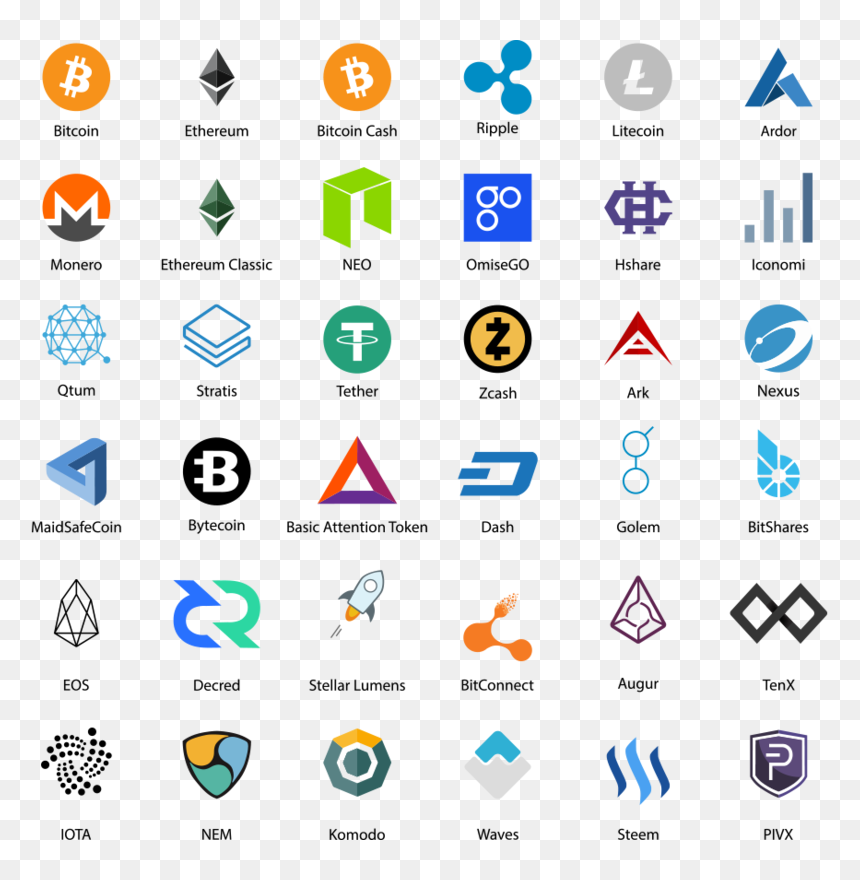 Bitcoin
Ethereum
Bitcoin Cash
Ripple
Litecoin
Ardor
Monero
Ethereum Classic
NEO
go
OmiseGO
Hshare
Iconomi
Qtum
Stratis
Tether
Zcash
Ark
Nexus
MaidSafeCoin
Bytecoin
Basic Attention Token
Dash
Golem
BitShares
EOS
Decred
Stellar Lumens
BitConnect
Augur
TenX
IOTA
NEM
Komodo
Waves
Steem
PIVX